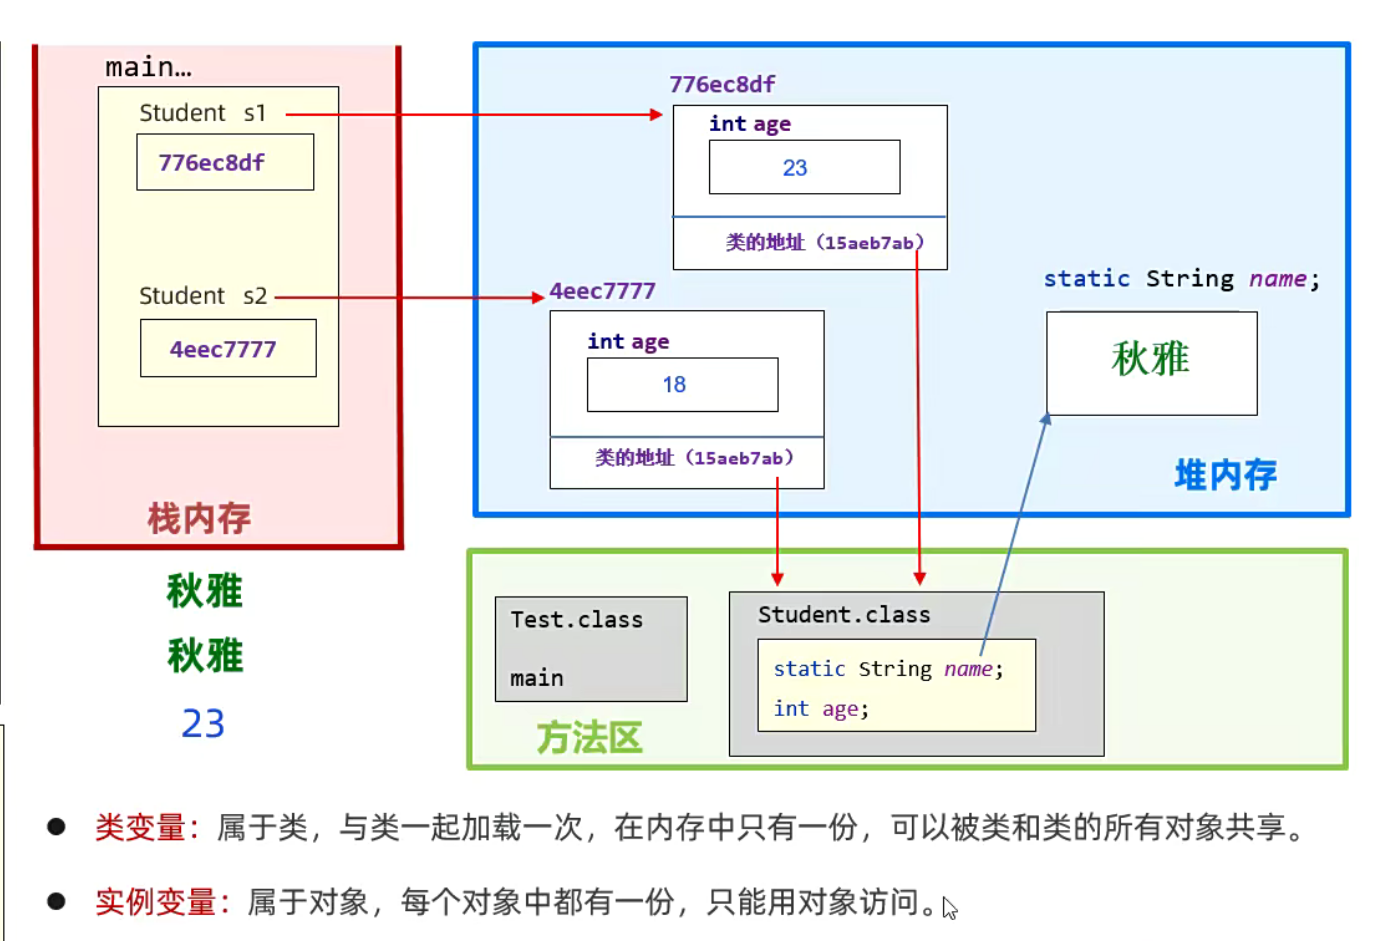 main…
Student s1
776ec8df
Student s2
4eec7777
栈内存
776ec8df
int age
23
类的地址（15aeb7ab）
4eec7777
int age
18
类的地址（15aeb7ab）
static String name;
秋雅
堆内存
秋雅
秋雅
23
Test.class
main
方法区
Student.class
static String name;
int age;
● 类变量：属于类，与类一起加载一次，在内存中只有一份，可以被类和类的所有对象共享。
● 实例变量：属于对象，每个对象中都有一份，只能用对象访问。